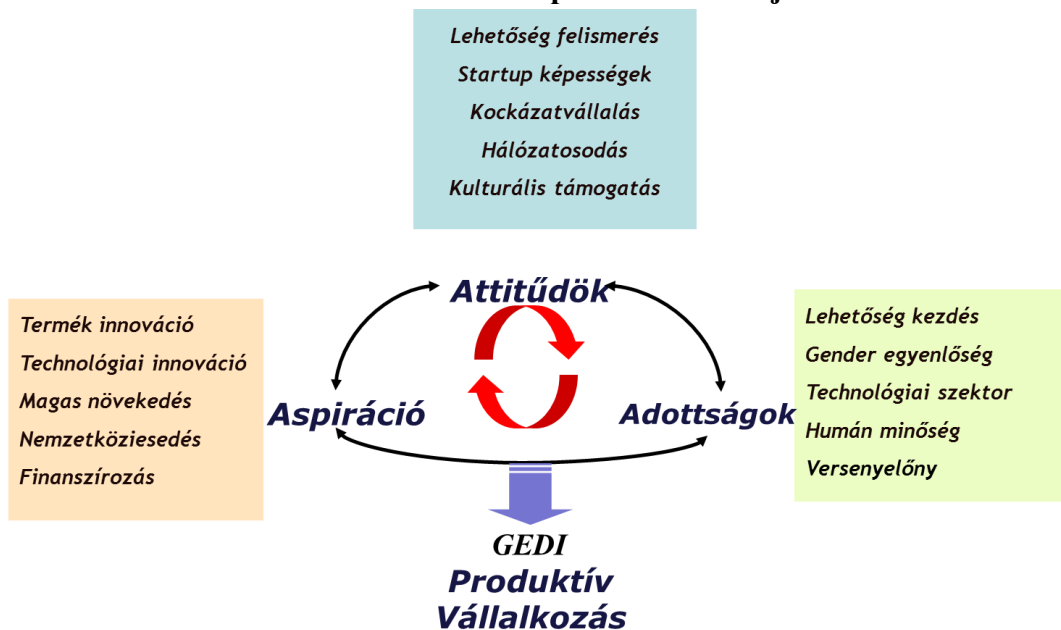 Lehetőség felismerés
Startup képességek
Kockázatvállalás
Hálózatosodás
Kulturális támogatás
Attitűdök
Termék innováció
Technológiai innováció
Magas növekedés
Nemzetköziesedés
Finanszírozás
Aspiráció
Adottságok
Lehetőség kezdés
Gender egyenlőség
Technológiai szektor
Humán minőség
Versenyelőny
GEDI
Produktív
Vállalkozás